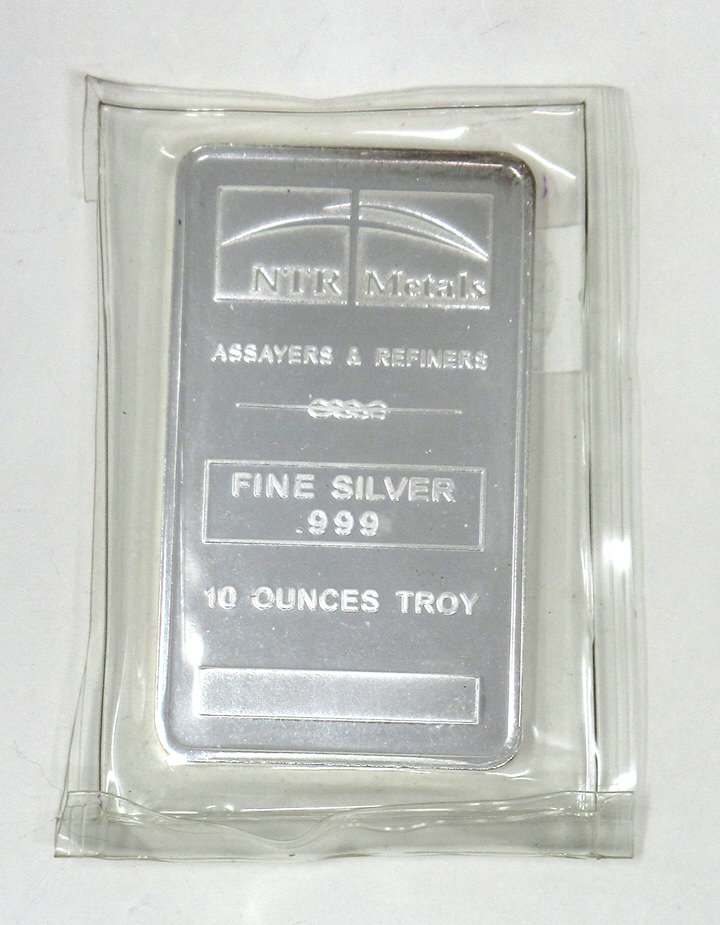 NTR Metals
ASSAYERS & REFINERS
FINE SILVER
.999
10 OUNCES TROY